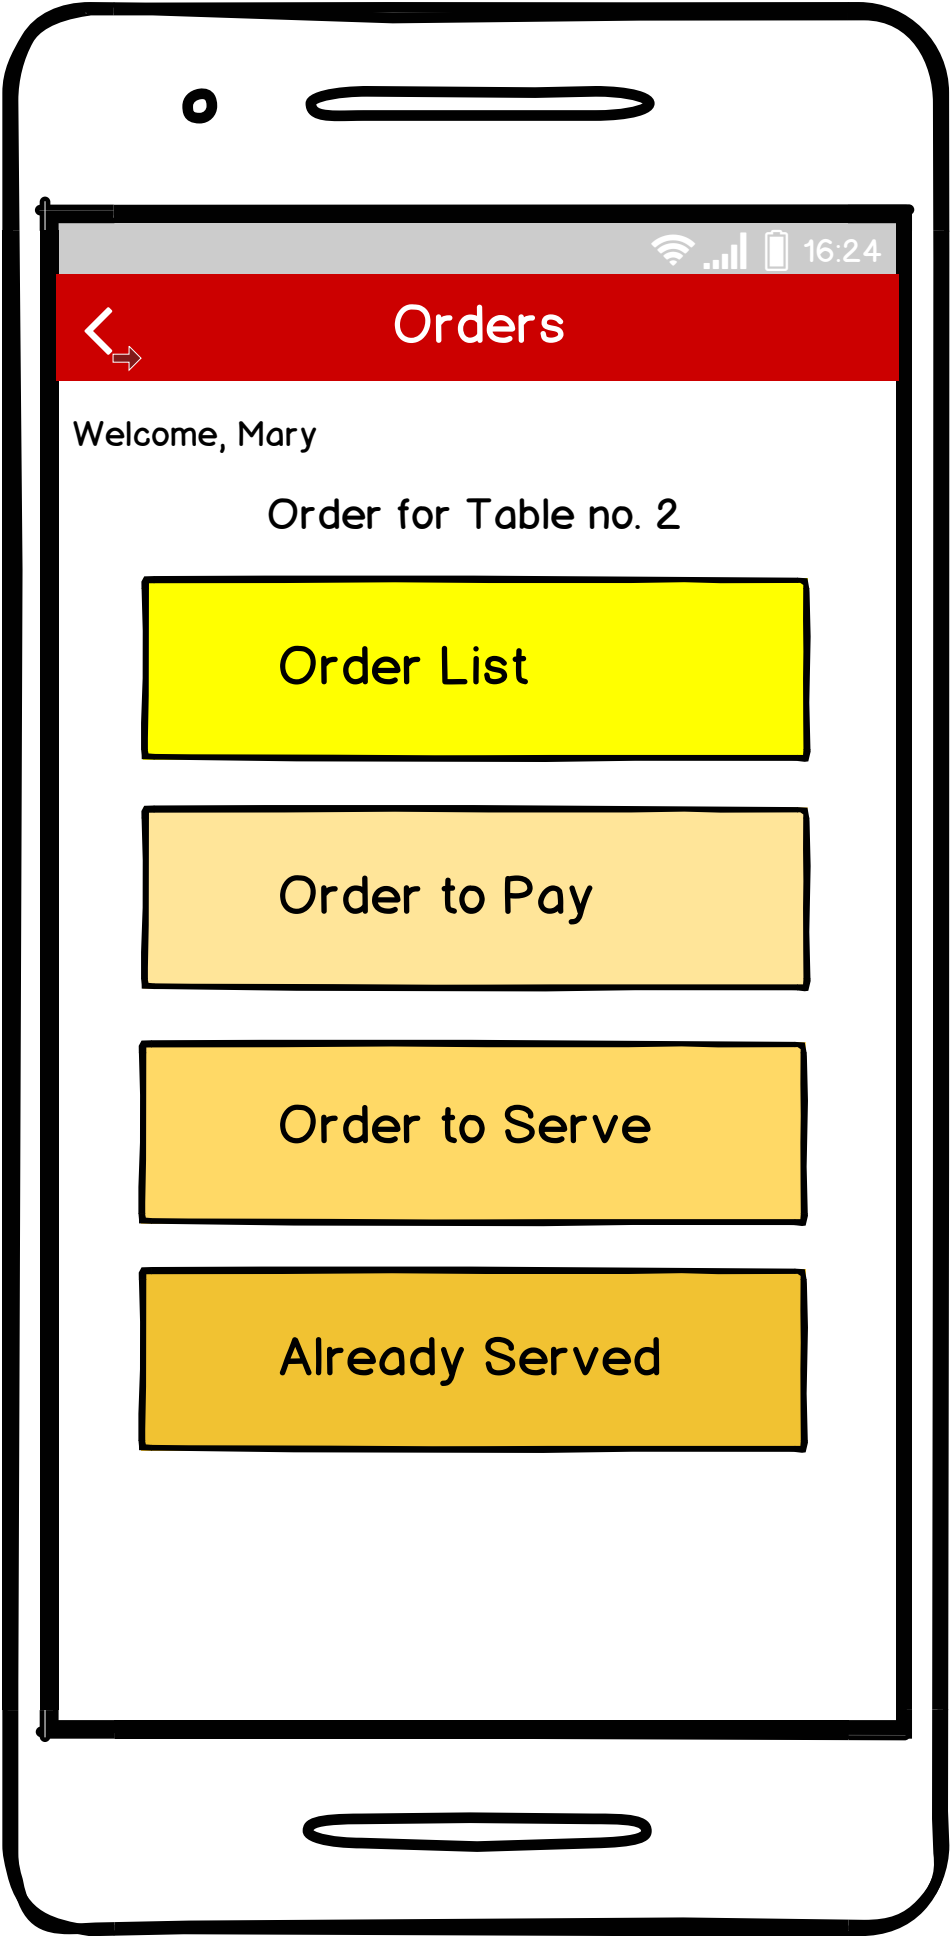 16:24
Orders
Welcome, Mary
Order for Table no. 2
Order List
Order to Pay
Order to Serve
Already Served